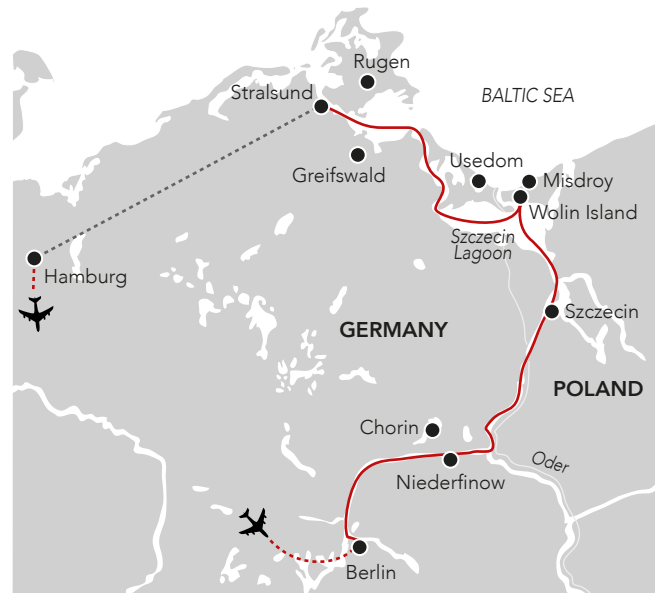 Rugen
Stralsund
BALTIC SEA
Greifswald
Usedom
Misdroy
Wolin Island
Szczecin
Lagoon
Hamburg
Szczecin
GERMANY
POLAND
Chorin
Oder
Niederfinow
Berlin